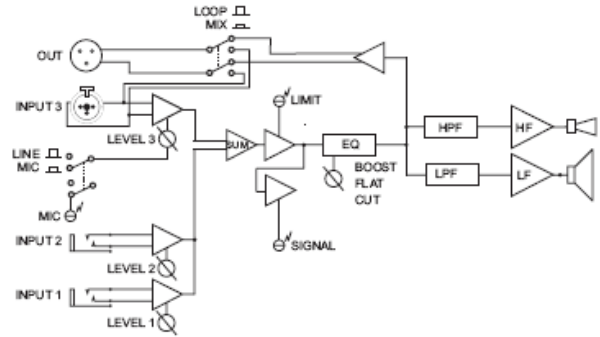 LOOP
MIX
OUT
INPUT 3
LIMIT
LEVEL 3
SUM
EQ
HPF
HF
LINE
MIC
BOOST
FLAT
CUT
LPF
LF
MIC
INPUT 2
SIGNAL
LEVEL 2
INPUT 1
LEVEL 1